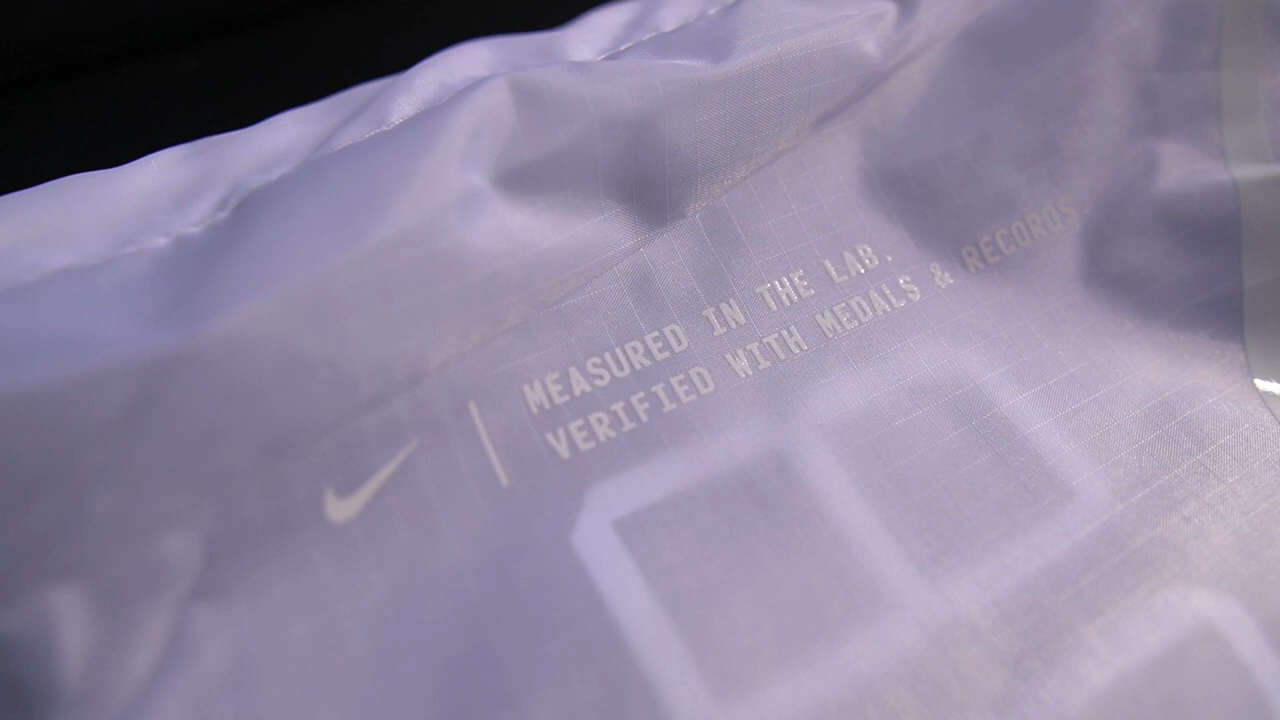 MEASURED IN THE LAB.
VERIFIED WITH MEDALS & RECORDS.